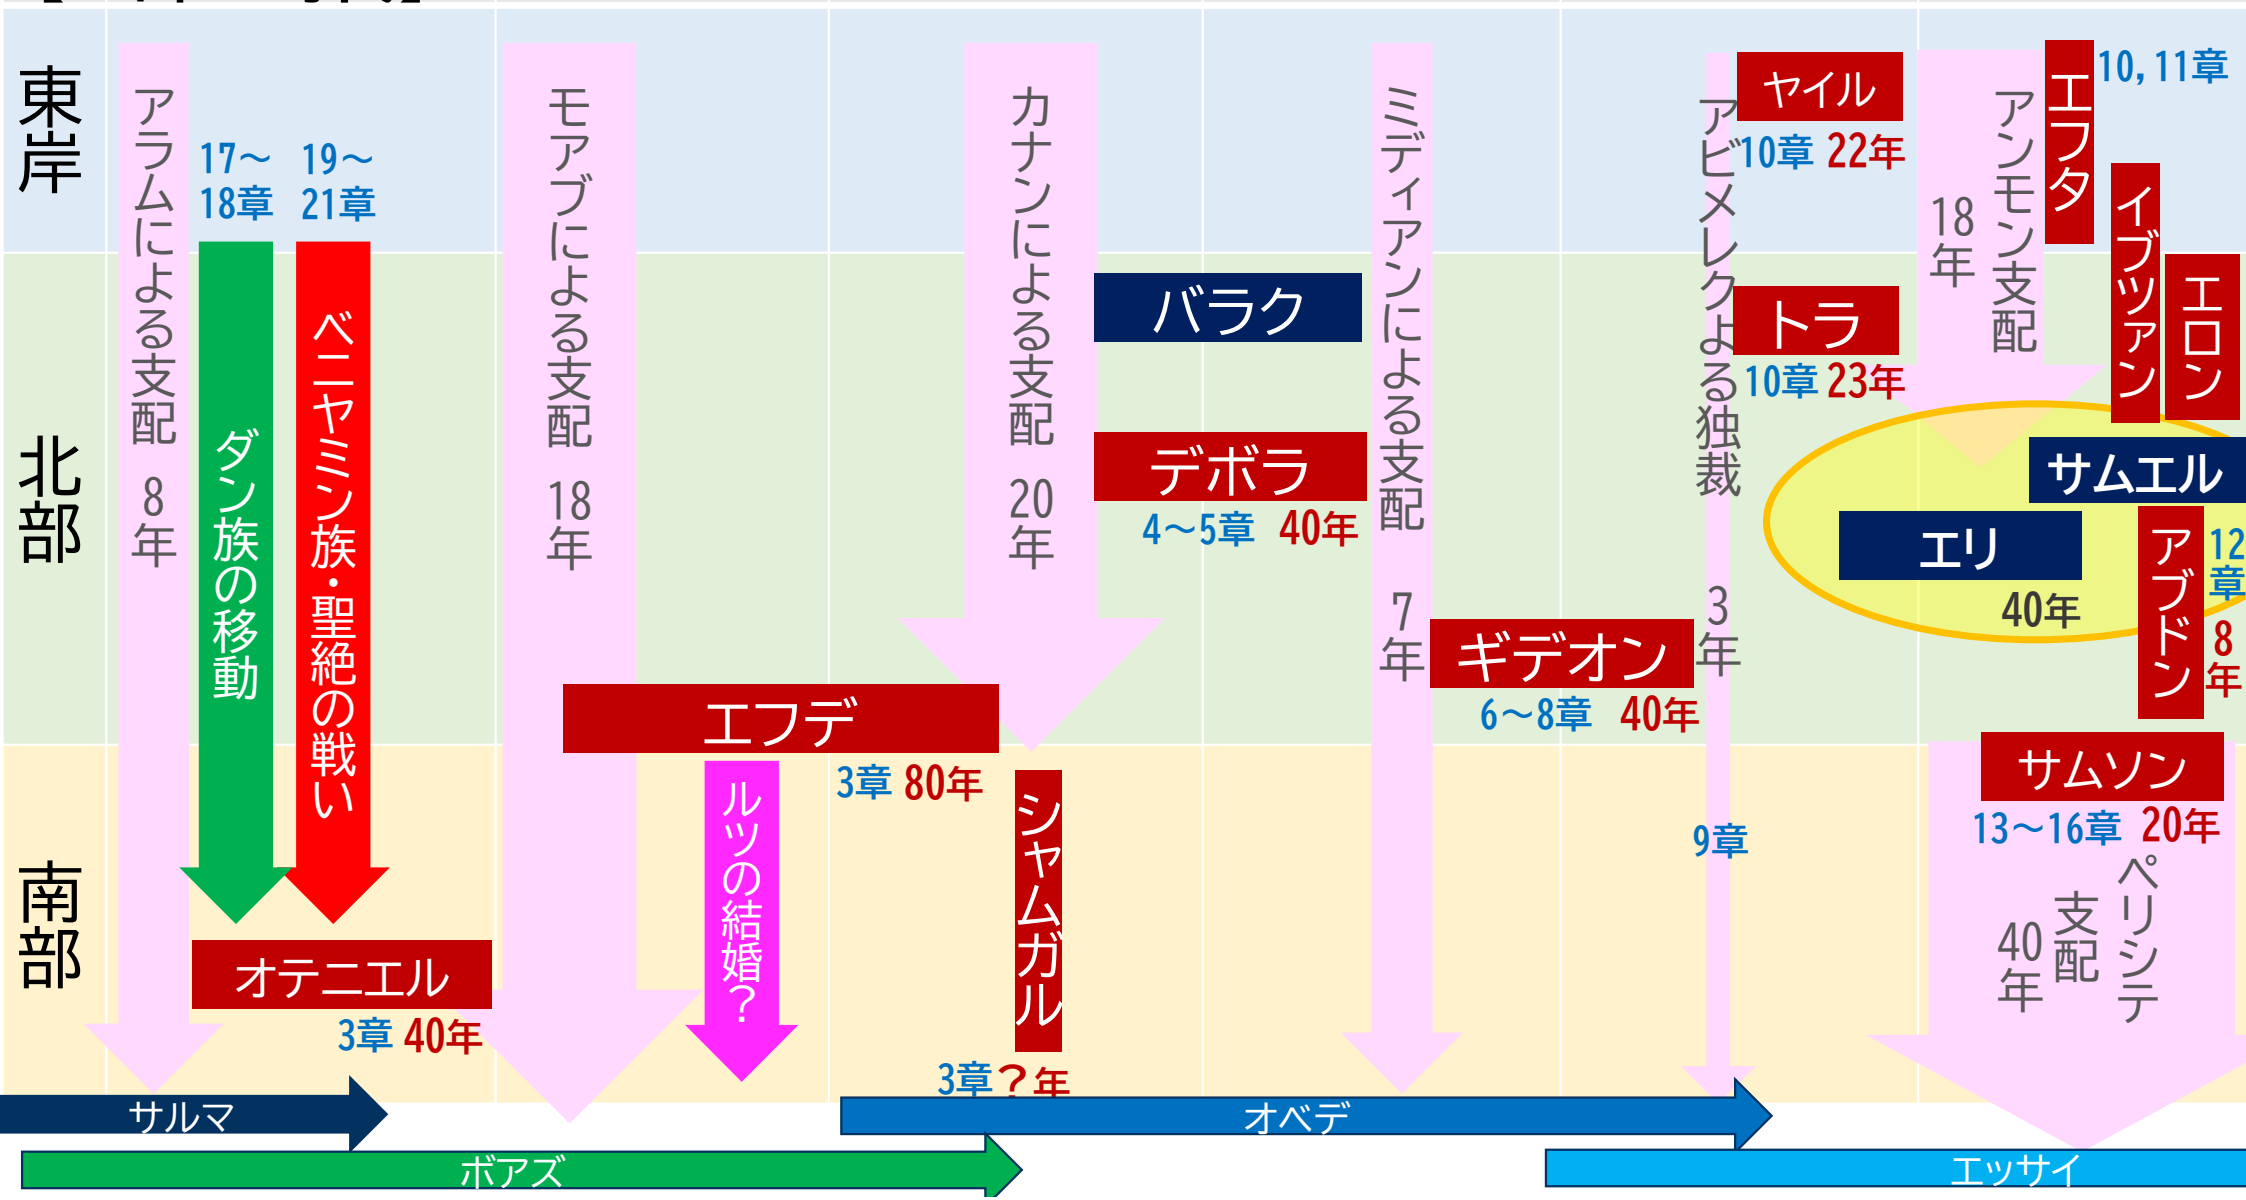 東岸
北部
南部
アラムによる支配 8年
17～
18章
ダン族の移動
19～
21章
ベニヤミン族・聖絶の戦い
オテニエル
3章 40年
モアブによる支配 18年
エフデ
3章 80年
ルツの結婚？
カナンによる支配 20年
シャムガル
3章？年
バラク
デボラ
4～5章 40年
ミディアンによる支配 7年
ギデオン
6～8章 40年
アビメレクよる独裁 3年
9章
ヤイル
10章 22年
トラ
10章 23年
アンモン支配
18年
エフタ
10, 11章
イブツァン
エロン
サムエル
エリ
40年
アブドン
12
章
8
年
サムソン
13～16章 20年
ペリシテ
支配
40年
サルマ
ボアズ
オベデ
エッサイ